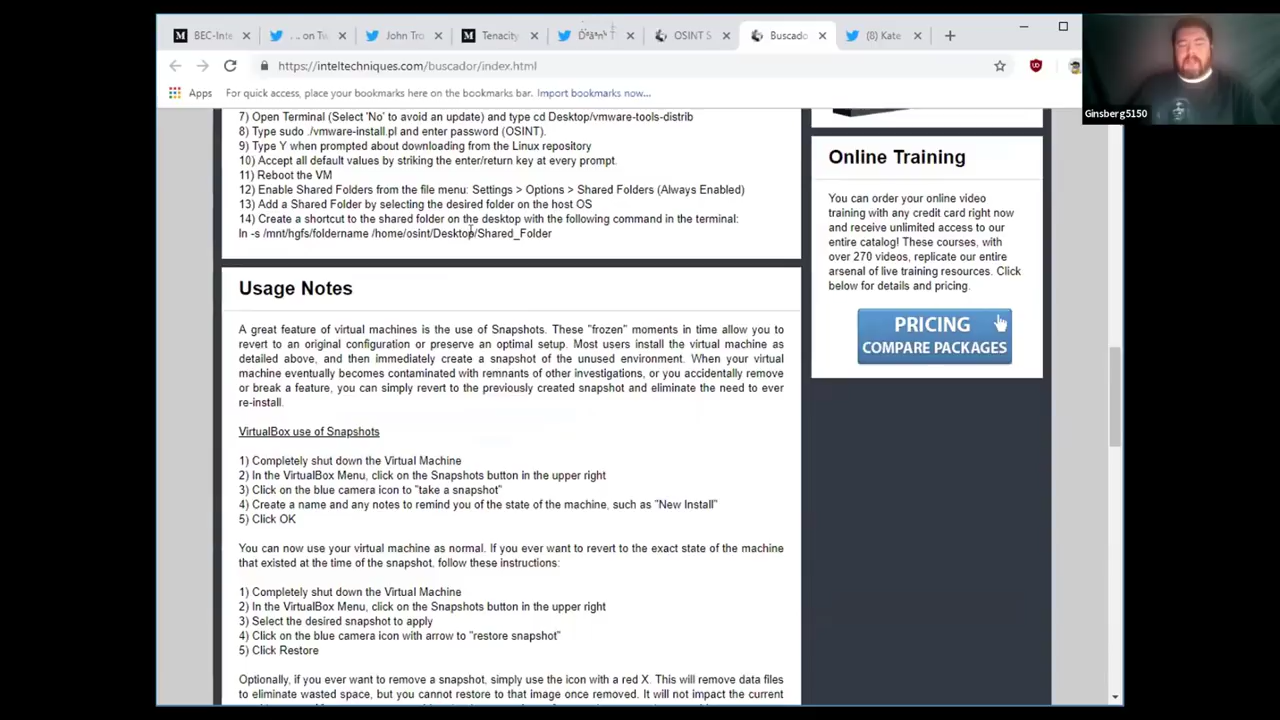 BEC-Inte
... on Tw
John Tro
Tenacity
OSINT S
Buscado
(8) Kate
https://inteltechniques.com/buscador/index.html
Apps
For quick access, place your bookmarks here on the bookmarks bar. Import bookmarks now...
Ginsberg5150
7) Open Terminal (Select 'No' to avoid an update) and type cd Desktop/vmware-tools-distrib
8) Type sudo ./vmware-install.pl and enter password (OSINT).
9) Type Y when prompted about downloading from the Linux repository
10) Accept all default values by striking the enter/return key at every prompt.
11) Reboot the VM
12) Enable Shared Folders from the file menu: Settings > Options > Shared Folders (Always Enabled)
13) Add a Shared Folder by selecting the desired folder on the host OS
14) Create a shortcut to the shared folder on the desktop with the following command in the terminal:
ln -s /mnt/hgfs/foldername /home/osint/Desktop/Shared_Folder
Usage Notes
A great feature of virtual machines is the use of Snapshots. These "frozen" moments in time allow you to
revert to an original configuration or preserve an optimal setup. Most users install the virtual machine as
detailed above, and then immediately create a snapshot of the unused environment. When your virtual
machine eventually becomes contaminated with remnants of other investigations, or you accidentally remove
or break a feature, you can simply revert to the previously created snapshot and eliminate the need to ever
re-install.
VirtualBox use of Snapshots
1) Completely shut down the Virtual Machine
2) In the VirtualBox Menu, click on the Snapshots button in the upper right
3) Click on the blue camera icon to "take a snapshot"
4) Create a name and any notes to remind you of the state of the machine, such as "New Install"
5) Click OK
You can now use your virtual machine as normal. If you ever want to revert to the exact state of the machine
that existed at the time of the snapshot, follow these instructions:
1) Completely shut down the Virtual Machine
2) In the VirtualBox Menu, click on the Snapshots button in the upper right
3) Select the desired snapshot to apply
4) Click on the blue camera icon with arrow to "restore snapshot"
5) Click Restore
Optionally, if you ever want to remove a snapshot, simply use the icon with a red X. This will remove data files
to eliminate wasted space, but you cannot restore to that image once removed. It will not impact the current
Online Training
You can order your online video
training with any credit card right now
and receive unlimited access to our
entire catalog! These courses, with
over 270 videos, replicate our entire
arsenal of live training resources. Click
below for details and pricing.
PRICING
COMPARE PACKAGES